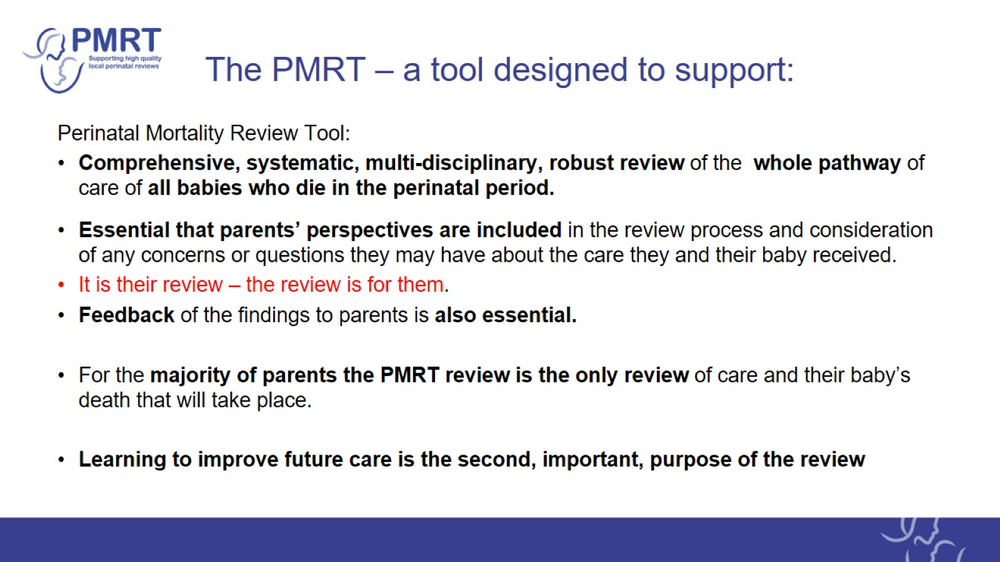 PMRT
Supporting high quality
local perinatal reviews
The PMRT – a tool designed to support:
Perinatal Mortality Review Tool:
• Comprehensive, systematic, multi-disciplinary, robust review of the  whole pathway of
care of all babies who die in the perinatal period.
• Essential that parents’ perspectives are included in the review process and consideration
of any concerns or questions they may have about the care they and their baby received.
• It is their review – the review is for them.
• Feedback of the findings to parents is also essential.
• For the majority of parents the PMRT review is the only review of care and their baby’s
death that will take place.
• Learning to improve future care is the second, important, purpose of the review